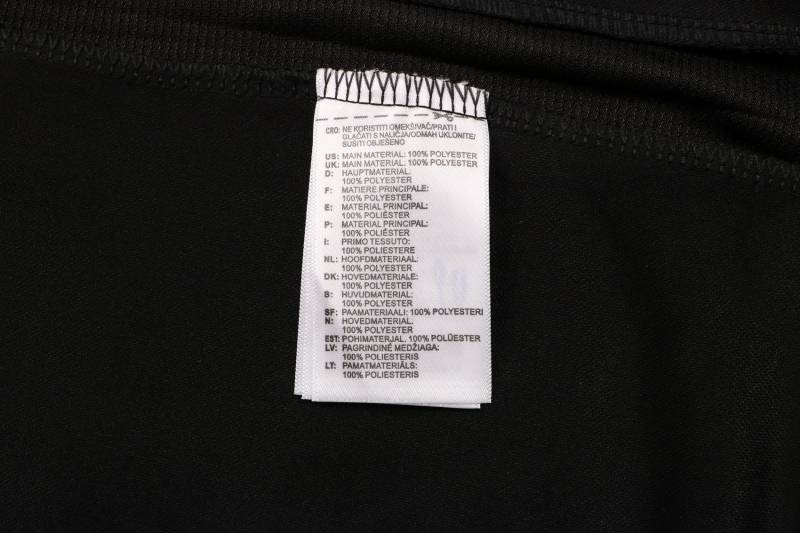 CRO: NE KORISTITI OMEKŠIVAČ/PRATI I
GLAČATI S NALIČJA/ODMAH UKLONITE/
SUŠITI OBJEŠENO
US: MAIN MATERIAL: 100% POLYESTER
UK: MAIN MATERIAL: 100% POLYESTER
D: HAUPTMATERIAL:
100% POLYESTER
F: MATIERE PRINCIPALE:
100% POLYESTER
E: MATERIAL PRINCIPAL:
100% POLIÉSTER
P: MATERIAL PRINCIPAL:
100% POLIÉSTER
I: PRIMO TESSUTO:
100% POLIESTERE
NL: HOOFDMATERIAAL:
100% POLYESTER
DK: HOVEDMATERIALE:
100% POLYESTER
S: HUVUDMATERIAL:
100% POLYESTER
SF: PAAMATERIAALI: 100% POLYESTERI
N: HOVEDMATERIAL:
100% POLYESTER
EST: POHIMATERJAL. 100% POLÜESTER
LV: PAGRINDINĖ MEDŽIAGA:
100% POLIESTERIS
LT: PAMATMATERIĀLS:
100% POLIESTERIS